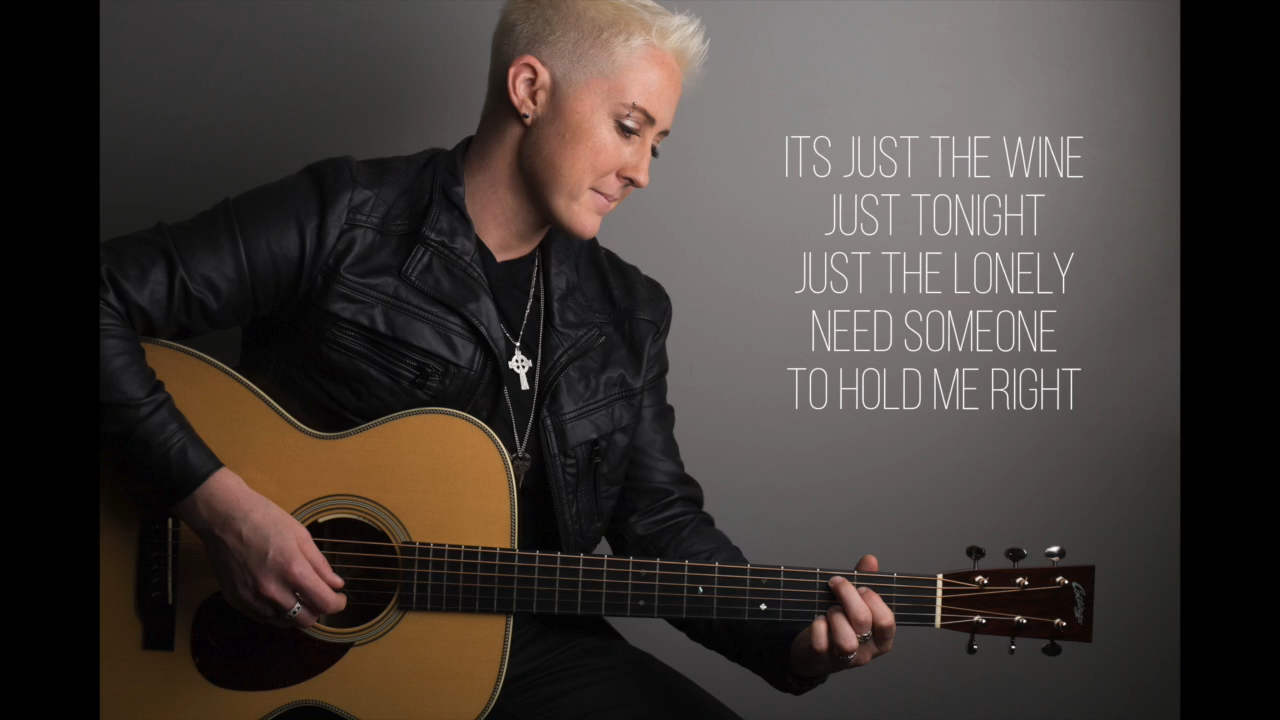 ITS JUST THE WINE
JUST TONIGHT
JUST THE LONELY
NEED SOMEONE
TO HOLD ME RIGHT